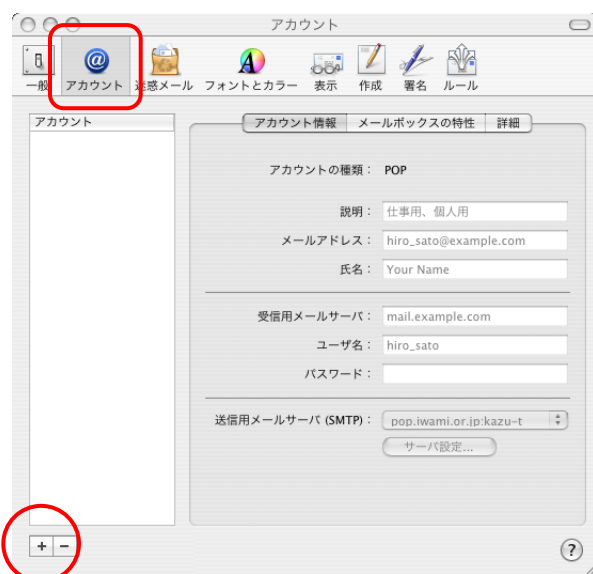 アカウント
一般 アカウント 迷惑メール フォントとカラー 表示 作成 署名 ルール
アカウント
アカウント情報 メールボックスの特性 詳細
アカウントの種類： POP
説明： 仕事用、個人用
メールアドレス： hiro_sato@example.com
氏名： Your Name
受信用メールサーバ： mail.example.com
ユーザ名： hiro_sato
パスワード：
送信用メールサーバ (SMTP)： pop.iwami.or.jp:kazu-t
サーバ設定...
+ − ?